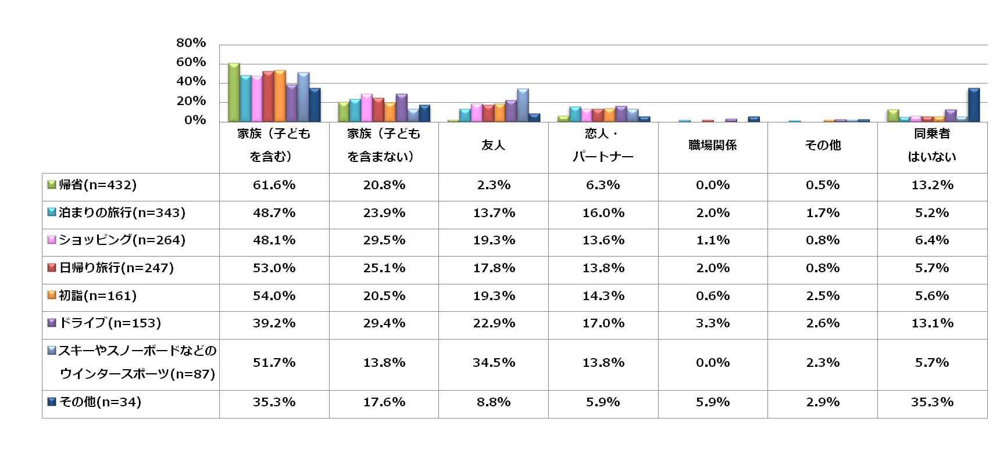 80%
60%
40%
20%
0%
家族（子ども
を含む）
家族（子ども
を含まない）
友人
恋人・
パートナー
職場関係
その他
同乗者
はいない
帰省(n=432) 61.6% 20.8% 2.3% 6.3% 0.0% 0.5% 13.2%
泊まりの旅行(n=343) 48.7% 23.9% 13.7% 16.0% 2.0% 1.7% 5.2%
ショッピング(n=264) 48.1% 29.5% 19.3% 13.6% 1.1% 0.8% 6.4%
日帰り旅行(n=247) 53.0% 25.1% 17.8% 13.8% 2.0% 0.8% 5.7%
初詣(n=161) 54.0% 20.5% 19.3% 14.3% 0.6% 2.5% 5.6%
ドライブ(n=153) 39.2% 29.4% 22.9% 17.0% 3.3% 2.6% 13.1%
スキーやスノーボードなどの
ウインタースポーツ(n=87) 51.7% 13.8% 34.5% 13.8% 0.0% 2.3% 5.7%
その他(n=34) 35.3% 17.6% 8.8% 5.9% 5.9% 2.9% 35.3%